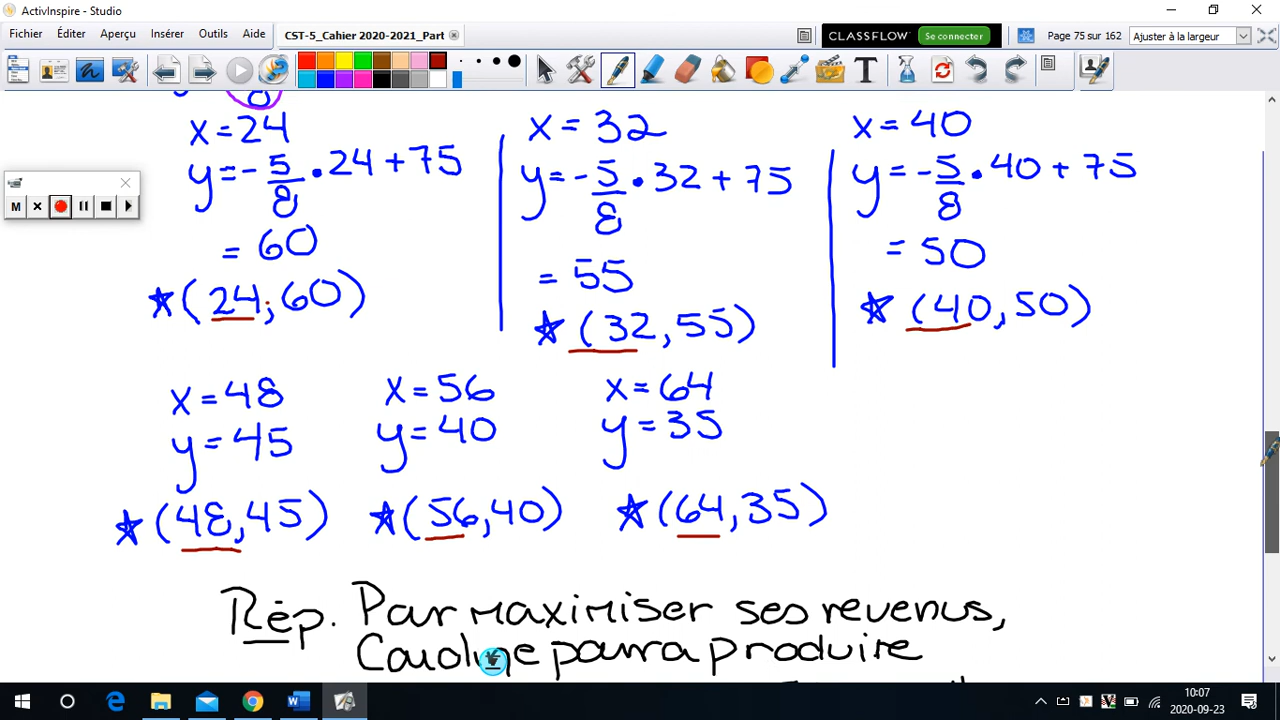 ActivInspire - Studio
Fichier Éditer Aperçu Insérer Outils Aide
CST-5_Cahier 2020-2021_Part
CLASSFLOW Se connecter
Page 75 sur 162
Ajuster à la largeur
x=24
y=-5/8•24+75
=60
★(24;60)
x=32
y=-5/8•32+75
=55
★(32,55)
x=40
y=-5/8•40+75
=50
★(40,50)
x=48
y=45
★(48,45)
x=56
y=40
★(56,40)
x=64
y=35
★(64,35)
Rép. Par maximiser ses revenus,
Caroline pourra produire
M
10:07
2020-09-23